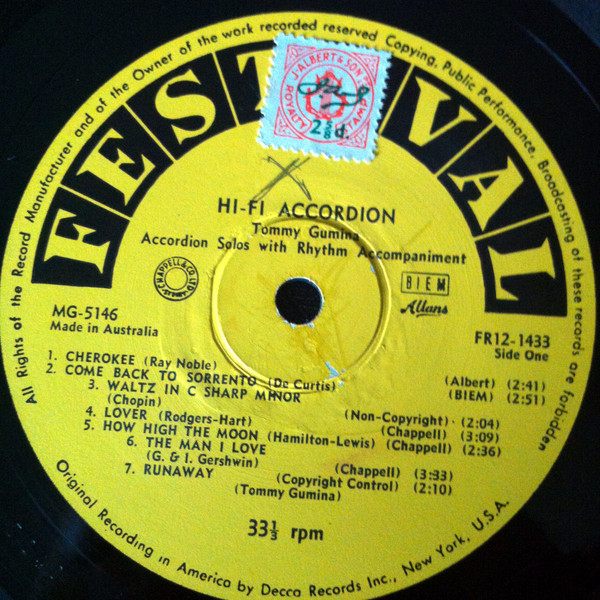 All Rights of the Record Manufacturer and of the Owner of the work recorded reserved Copying, Public Performance, Broadcasting of these records are forbidden
FESTIVAL
J. ALBERT & SON
ROYALTY STAMP
HI-FI ACCORDION
Tommy Gumina
Accordion Solos with Rhythm Accompaniment
CHAPPELL & CO LTD
BIEM
Allans
MG-5146
Made in Australia
FR12-1433
Side One
1. CHEROKEE (Ray Noble) (Albert) (2:41)
2. COME BACK TO SORRENTO (De Curtis) (BIEM) (2:51)
3. WALTZ IN C SHARP MINOR
(Chopin) (Non-Copyright) (2:04)
4. LOVER (Rodgers-Hart) (Chappell) (3:09)
5. HOW HIGH THE MOON (Hamilton-Lewis) (Chappell) (2:36)
6. THE MAN I LOVE
(G. & I. Gershwin) (Chappell) (3:33)
7. RUNAWAY (Copyright Control) (2:10)
(Tommy Gumina)
33⅓ rpm
Original Recording in America by Decca Records Inc., New York, U.S.A.